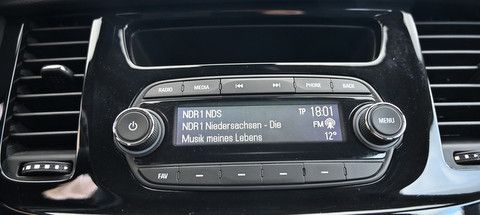 RADIO MEDIA PHONE BACK
NDR1 NDS TP 18:01
NDR1 Niedersachsen - Die FM
Musik meines Lebens 12°
MENU
FAV